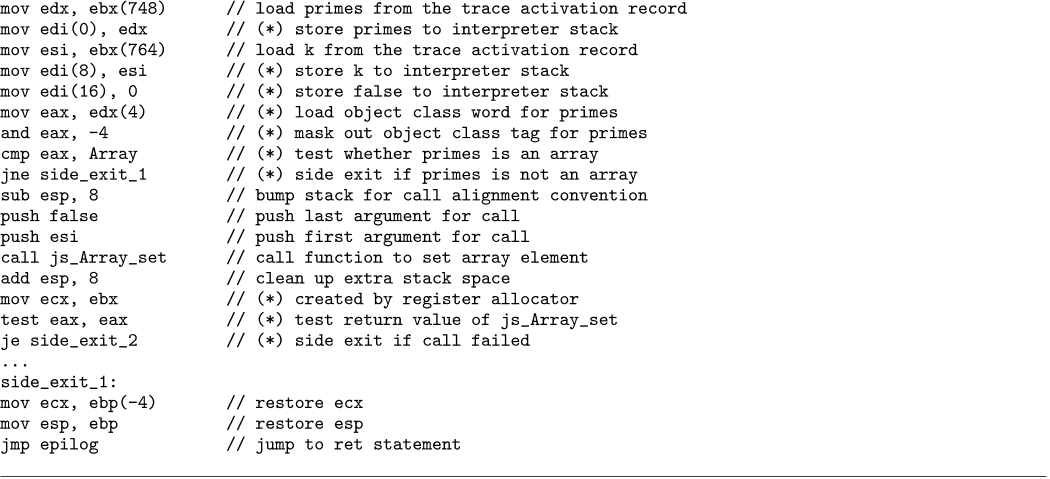 mov edx, ebx(748) // load primes from the trace activation record
mov edi(0), edx // (*) store primes to interpreter stack
mov esi, ebx(764) // load k from the trace activation record
mov edi(8), esi // (*) store k to interpreter stack
mov edi(16), 0 // (*) store false to interpreter stack
mov eax, edx(4) // (*) load object class word for primes
and eax, -4 // (*) mask out object class tag for primes
cmp eax, Array // (*) test whether primes is an array
jne side_exit_1 // (*) side exit if primes is not an array
sub esp, 8 // bump stack for call alignment convention
push false // push last argument for call
push esi // push first argument for call
call js_Array_set // call function to set array element
add esp, 8 // clean up extra stack space
mov ecx, ebx // (*) created by register allocator
test eax, eax // (*) test return value of js_Array_set
je side_exit_2 // (*) side exit if call failed
...
side_exit_1:
mov ecx, ebp(-4) // restore ecx
mov esp, ebp // restore esp
jmp epilog // jump to ret statement